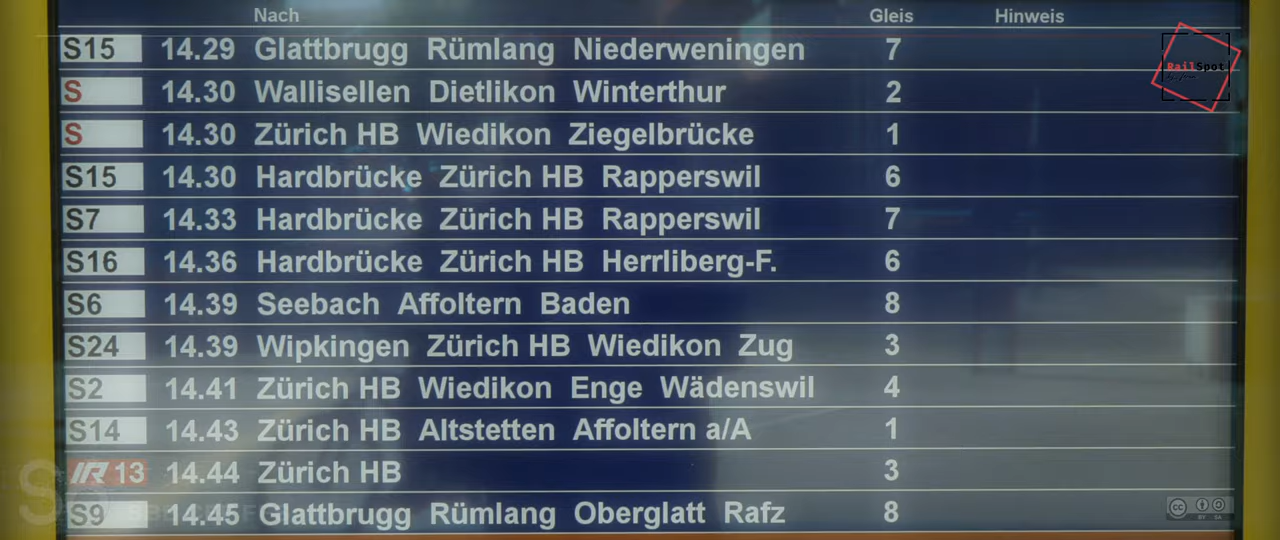 Nach Gleis Hinweis
S15 14.29 Glattbrugg Rümlang Niederweningen 7
RailSpot
S 14.30 Wallisellen Dietlikon Winterthur 2
S 14.30 Zürich HB Wiedikon Ziegelbrücke 1
S15 14.30 Hardbrücke Zürich HB Rapperswil 6
S7 14.33 Hardbrücke Zürich HB Rapperswil 7
S16 14.36 Hardbrücke Zürich HB Herrliberg-F. 6
S6 14.39 Seebach Affoltern Baden 8
S24 14.39 Wipkingen Zürich HB Wiedikon Zug 3
S2 14.41 Zürich HB Wiedikon Enge Wädenswil 4
S14 14.43 Zürich HB Altstetten Affoltern a/A 1
IR 13 14.44 Zürich HB 3
S9 14.45 Glattbrugg Rümlang Oberglatt Rafz 8
cc BY SA